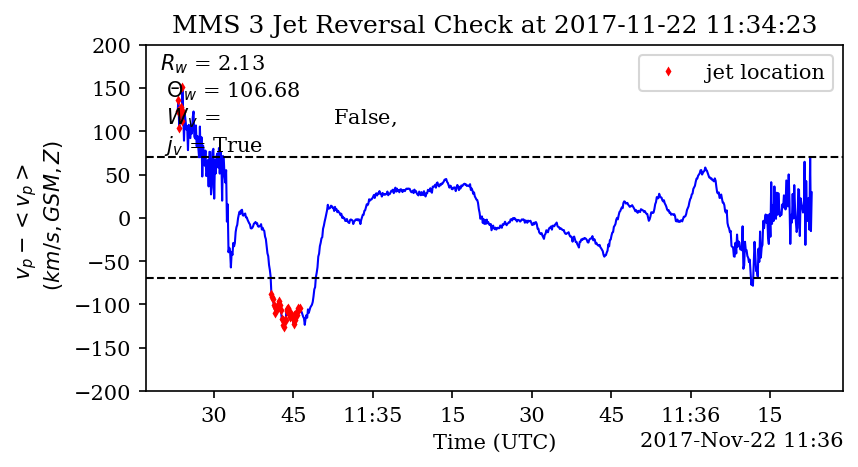 MMS 3 Jet Reversal Check at 2017-11-22 11:34:23
R_w = 2.13
Θ_w = 106.68
W_v = False,
j_v = True
jet location
200
150
100
50
0
−50
−100
−150
−200
v_p − < v_p >
(km/s, GSM, Z)
30 45 11:35 15 30 45 11:36 15
Time (UTC)
2017-Nov-22 11:36